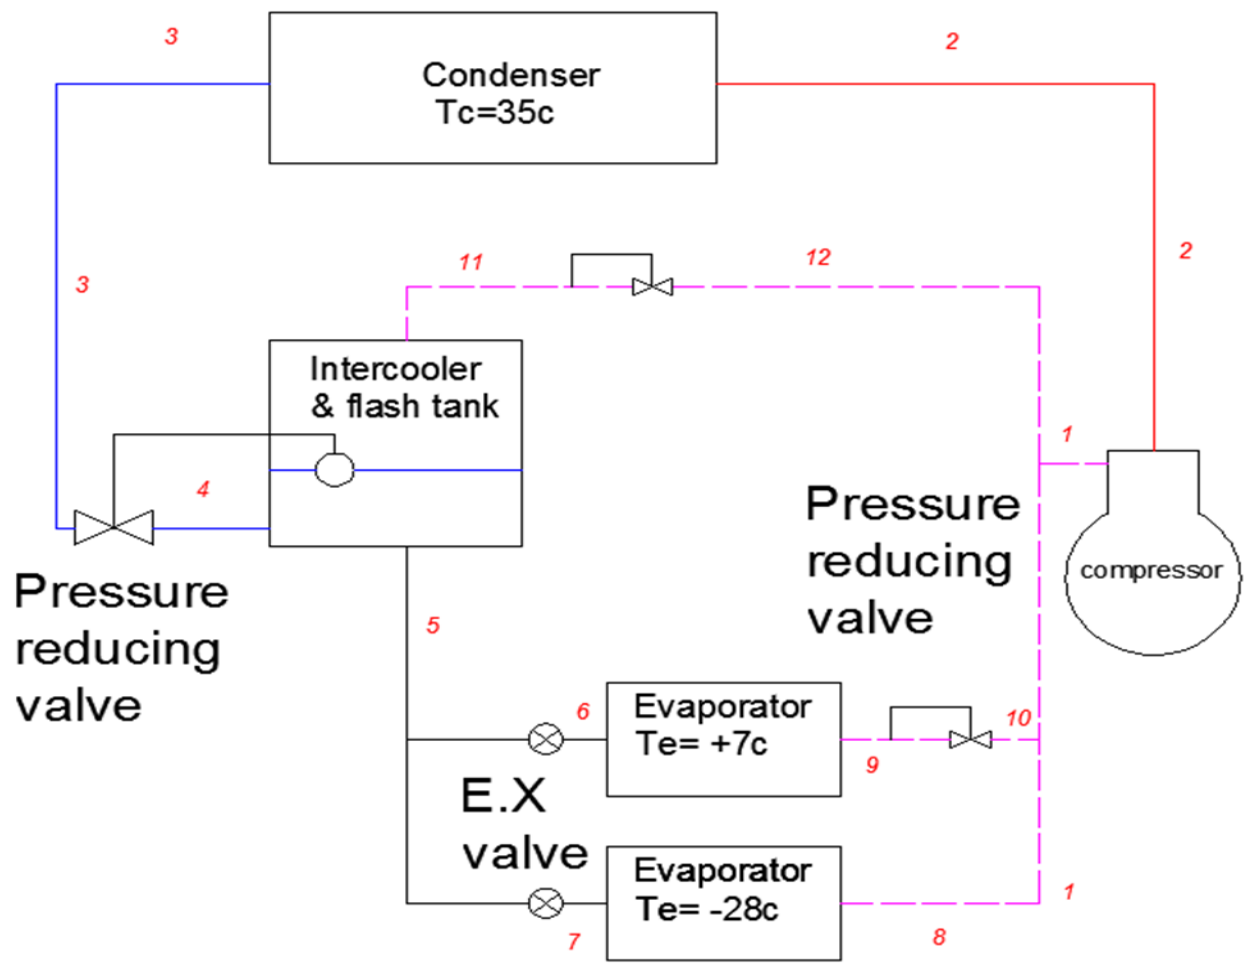 3
2
Condenser
Tc=35c
11
12
2
3
Intercooler
& flash tank
1
4
Pressure
reducing
valve
compressor
Pressure
reducing
valve
5
6
Evaporator
Te= +7c
10
9
E.X
valve
Evaporator
Te= -28c
1
7
8